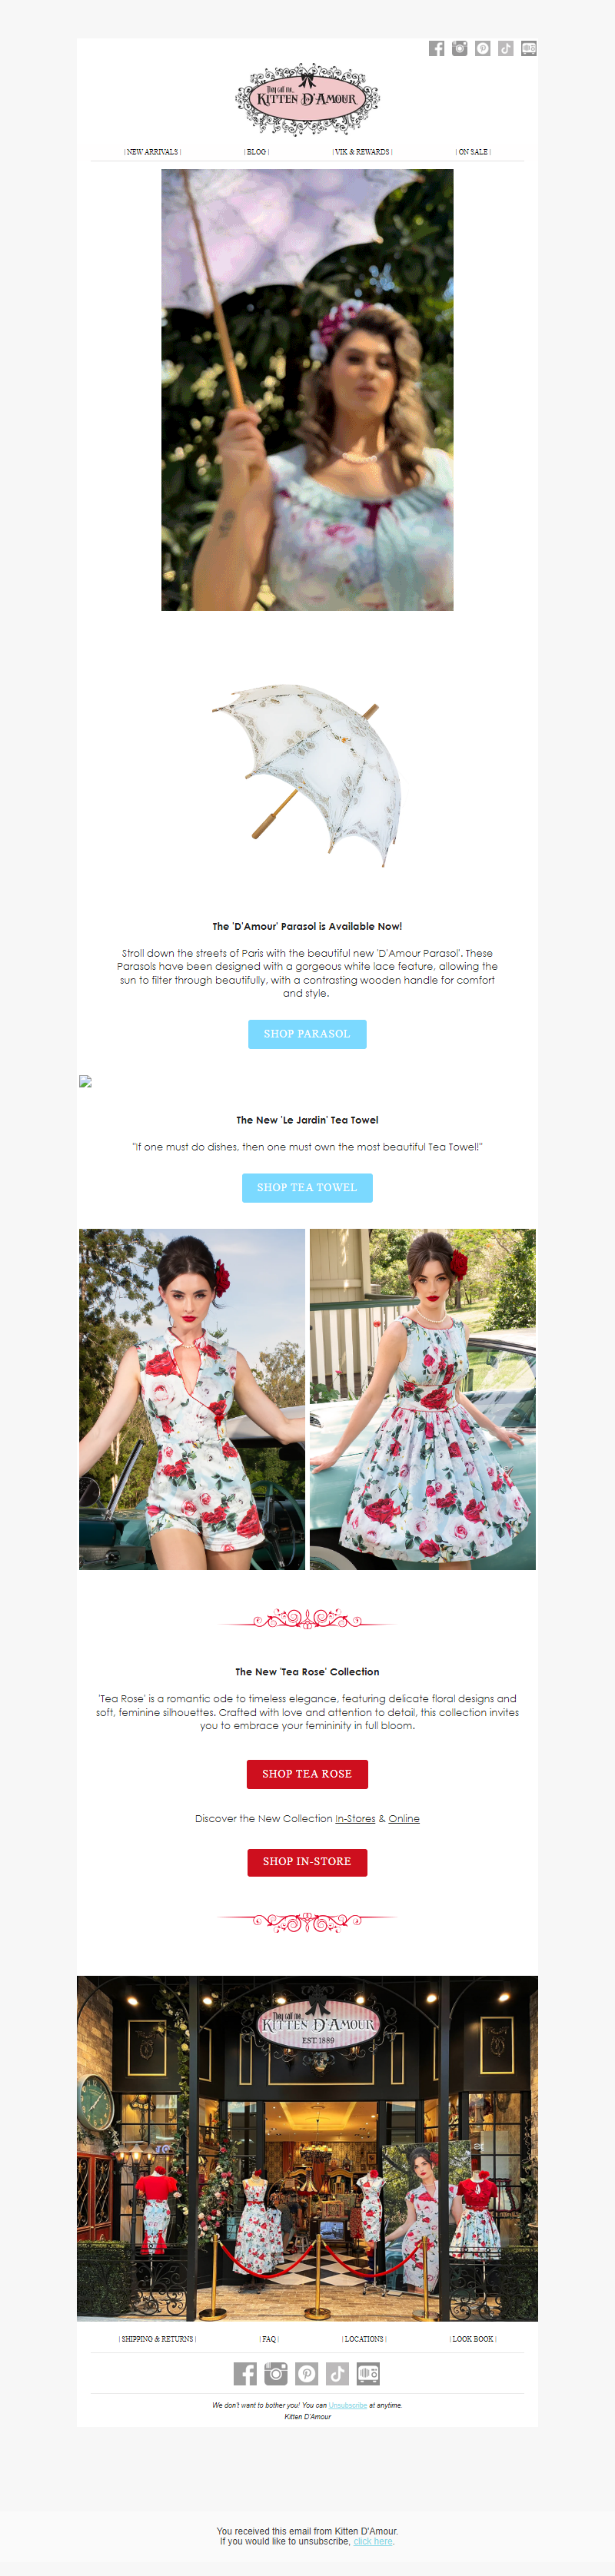 They call me...
KITTEN D'AMOUR
| NEW ARRIVALS |
| BLOG |
| VIK & REWARDS |
| ON SALE |
The 'D'Amour' Parasol is Available Now!
Stroll down the streets of Paris with the beautiful new 'D'Amour Parasol'. These
Parasols have been designed with a gorgeous white lace feature, allowing the
sun to filter through beautifully, with a contrasting wooden handle for comfort
and style.
SHOP PARASOL
The New 'Le Jardin' Tea Towel
"If one must do dishes, then one must own the most beautiful Tea Towel!"
SHOP TEA TOWEL
The New 'Tea Rose' Collection
'Tea Rose' is a romantic ode to timeless elegance, featuring delicate floral designs and
soft, feminine silhouettes. Crafted with love and attention to detail, this collection invites
you to embrace your femininity in full bloom.
SHOP TEA ROSE
Discover the New Collection In-Stores & Online
SHOP IN-STORE
They call me...
KITTEN D'AMOUR
EST. 1889
| SHIPPING & RETURNS |
| FAQ |
| LOCATIONS |
| LOOK BOOK |
We don't want to bother you! You can Unsubscribe at anytime.
Kitten D'Amour
You received this email from Kitten D'Amour.
If you would like to unsubscribe, click here.